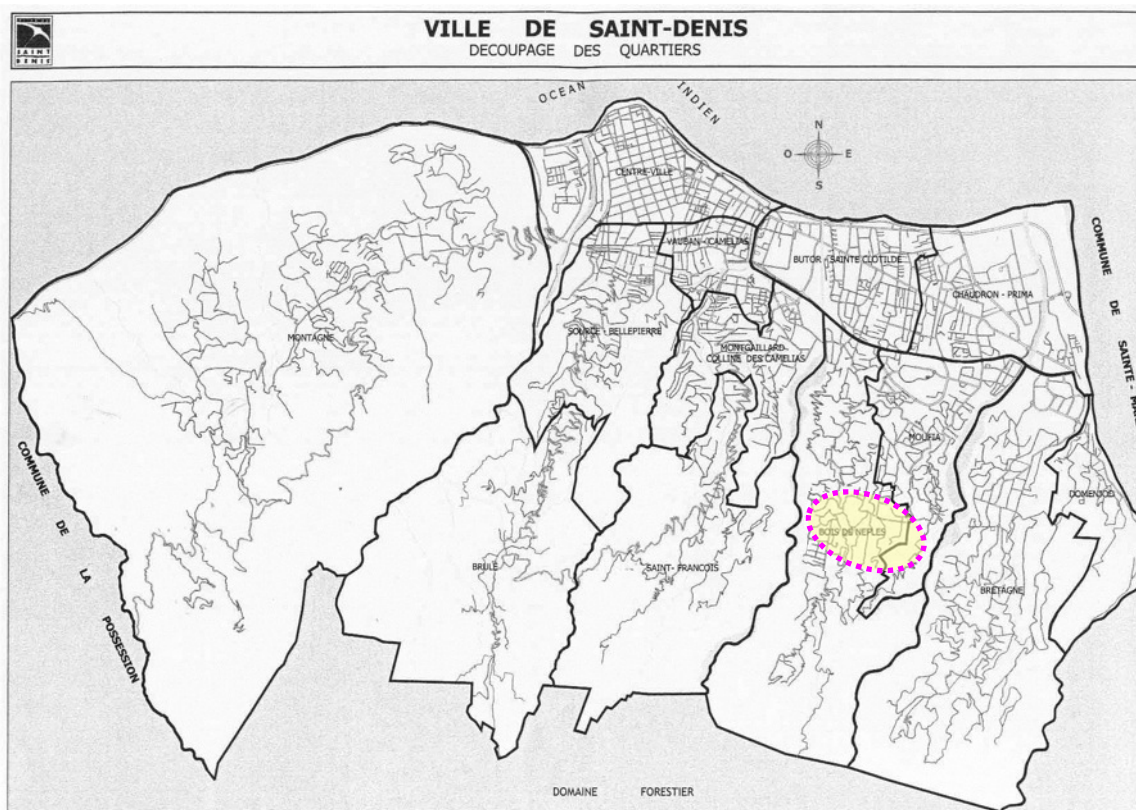 SAINT
DENIS
VILLE DE SAINT-DENIS
DECOUPAGE DES QUARTIERS
OCEAN INDIEN
N
O E
S
CENTRE-VILLE
VAUBAN - CAMELIAS
BUTOR - SAINTE CLOTILDE
CHAUDRON - PRIMA
COMMUNE DE SAINTE - M
MONTAGNE
SOURCE - BELLEPIERRE
MONTGAILLARD
COLLINE DES CAMELIAS
MOUFIA
DOMENJOD
BOIS DE NEFLES
BRULE
SAINT- FRANCOIS
BRETAGNE
COMMUNE DE LA POSSESSION
DOMAINE FORESTIER